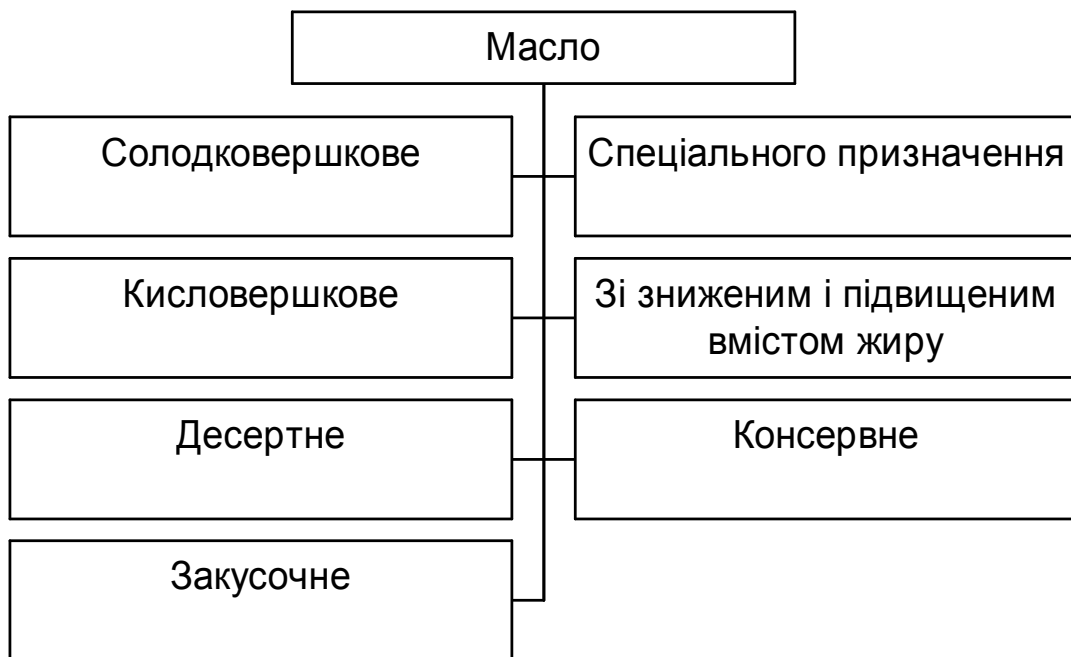 Масло
Солодковершкове
Спеціального призначення
Кисловершкове
Зі зниженим і підвищеним
вмістом жиру
Десертне
Консервне
Закусочне